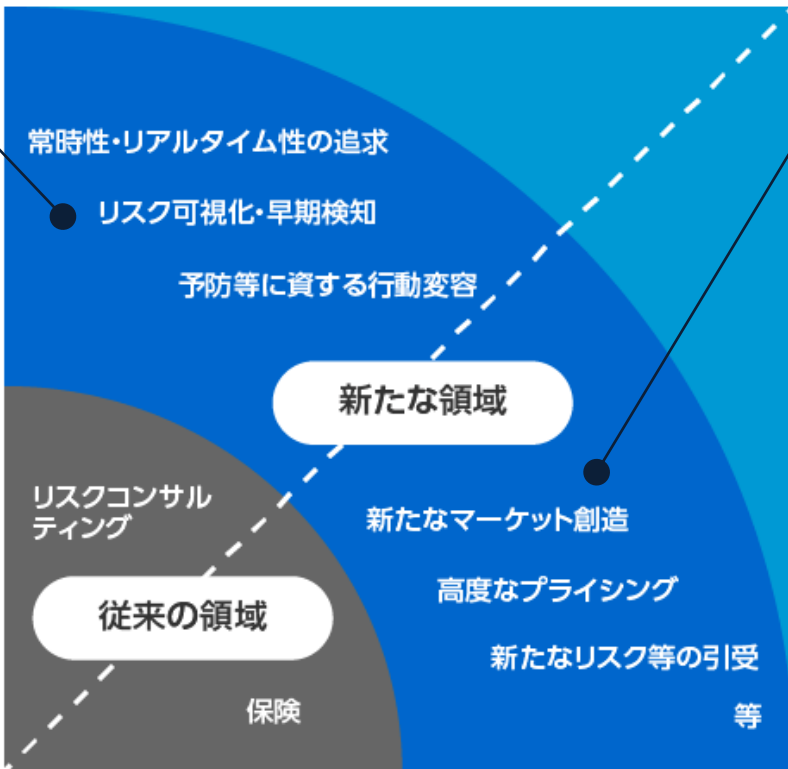 常時性・リアルタイム性の追求
リスク可視化・早期検知
予防等に資する行動変容
新たな領域
リスクコンサル
ティング
新たなマーケット創造
高度なプライシング
従来の領域
新たなリスク等の引受
保険
等